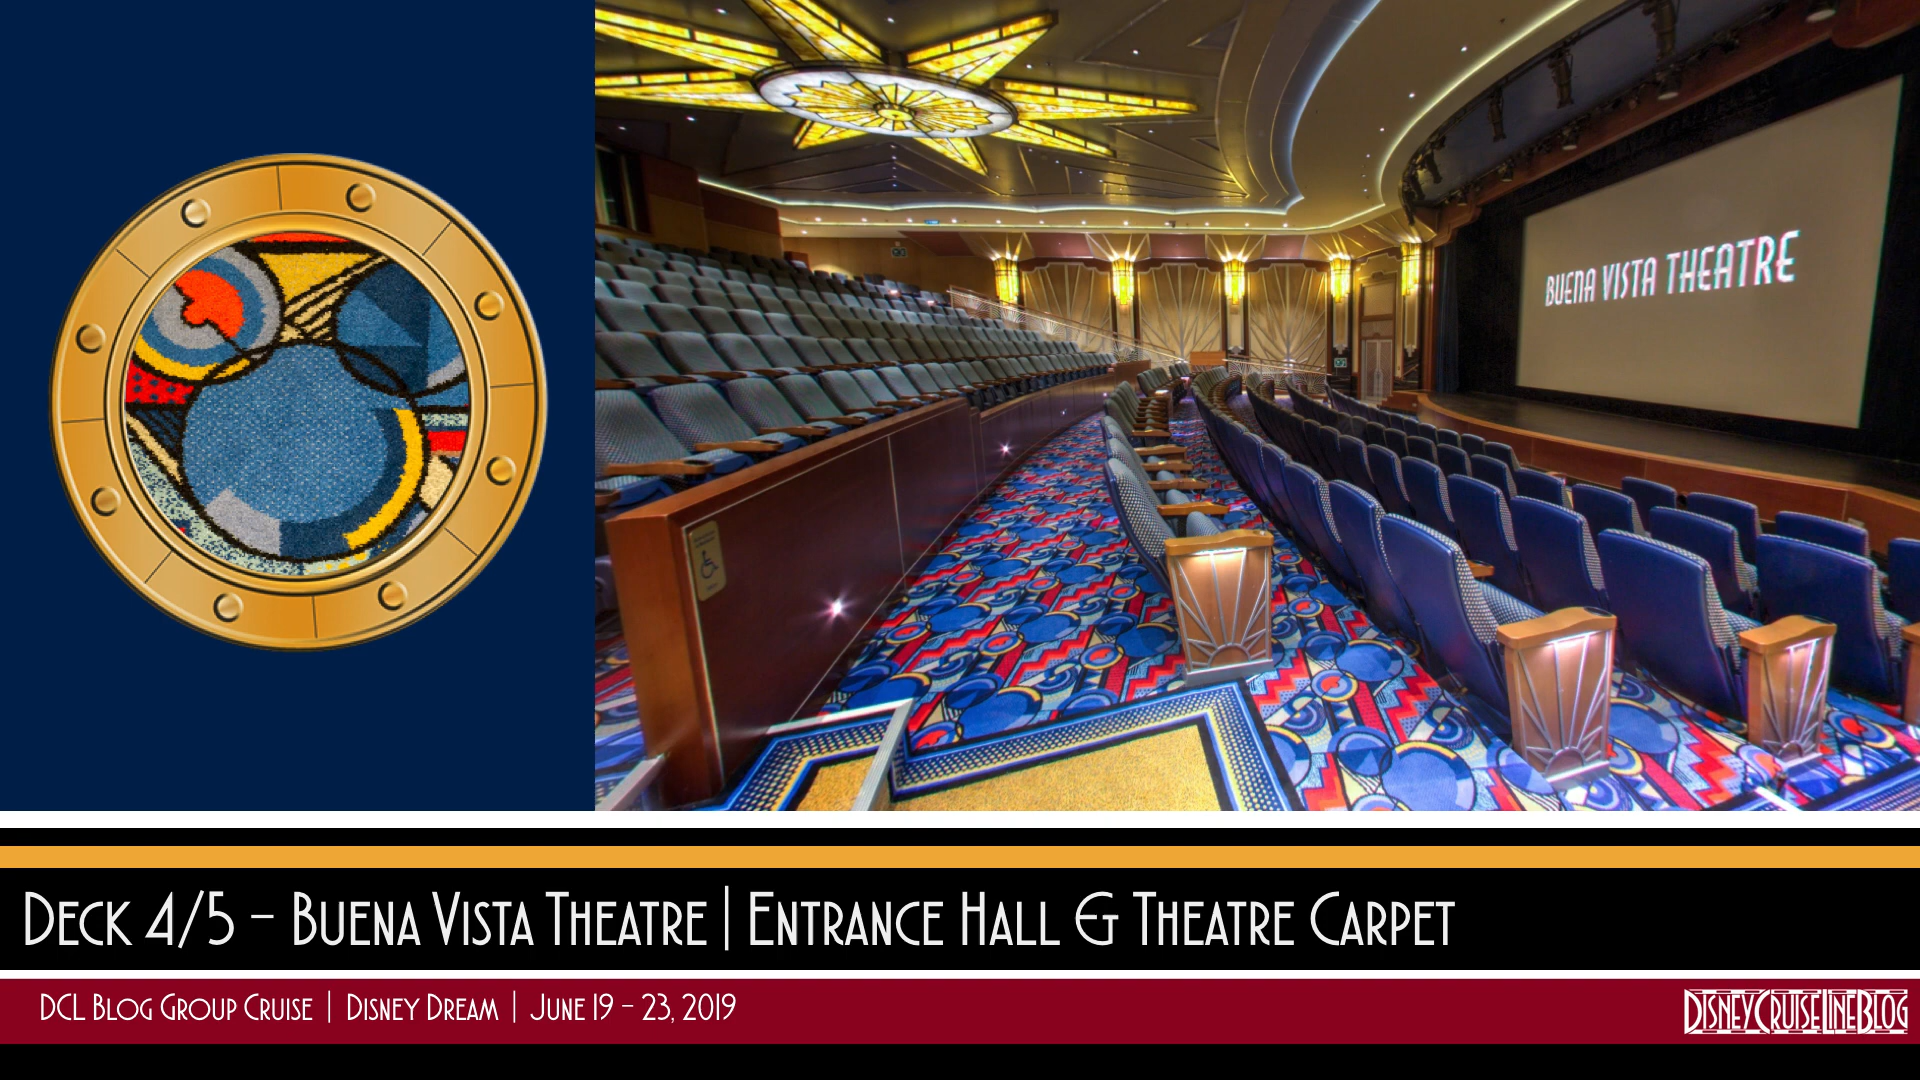 BUENA VISTA THEATRE
Deck 4/5 – Buena Vista Theatre | Entrance Hall & Theatre Carpet
DCL Blog Group Cruise | Disney Dream | June 19 – 23, 2019
DisneyCruiseLineBlog